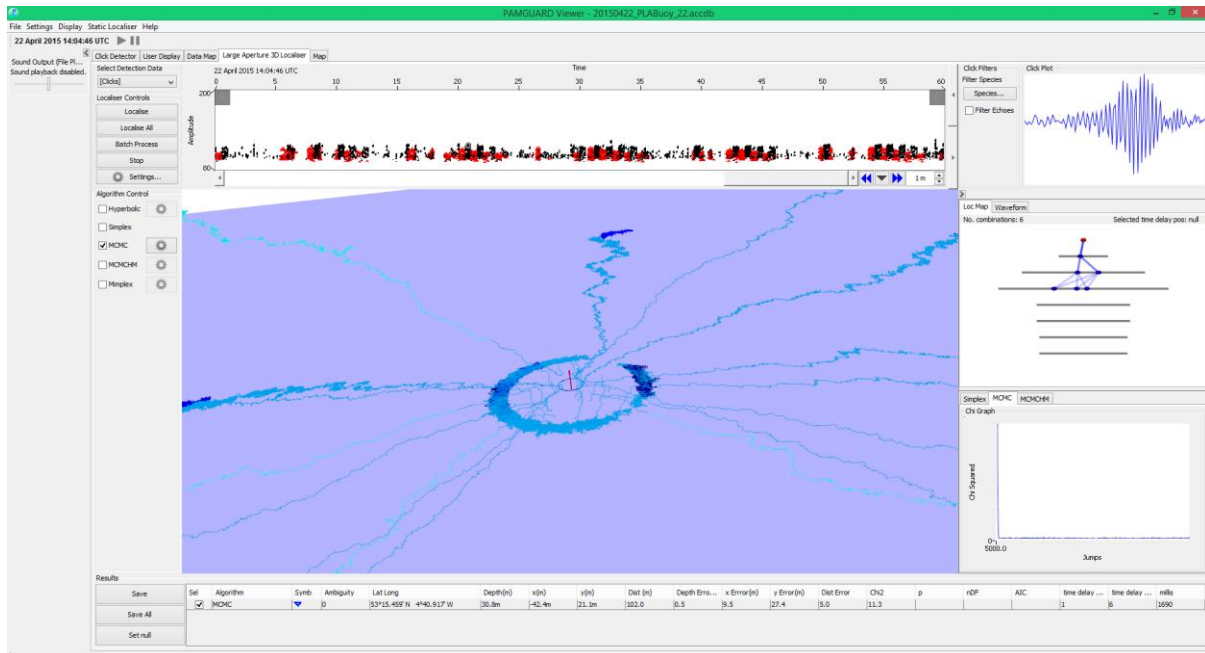 PAMGUARD Viewer - 20150422_PLABuoy_22.accdb
File Settings Display Static Localiser Help
22 April 2015 14:04:46 UTC
Sound Output (File Pl...
Sound playback disabled.
Click Detector User Display Data Map Large Aperture 3D Localiser Map
Select Detection Data
[Clicks]
Localiser Controls
Localise
Localise All
Batch Process
Stop
Settings...
Algorithm Control
Hyperbolic
Simplex
MCMC
MCMCHM
Mimplex
22 April 2015 14:04:46 UTC
Time
0 5 10 15 20 25 30 35 40 45 50 55 60
200
Amplitude
60
1 m
Click Filters
Filter Species
Species...
Filter Echoes
Click Plot
Loc Map Waveform
No. combinations: 6 Selected time delay pos: null
Simplex MCMC MCMCHM
Chi Graph
Chi Squared
0
5000.0
Jumps
Results
Save
Save All
Set null
Sel Algorithm Symb Ambiguity Lat Long Depth(m) x(m) y(m) Dist (m) Depth Erro... x Errror(m) y Errror(m) Dist Error Chi2 p nDF AIC time delay ... time delay ... millis
MCMC 0 53°15.459' N 4°40.917' W 30.8m -42.4m 21.1m 102.0 0.5 9.5 27.4 5.0 11.3 1 6 1690